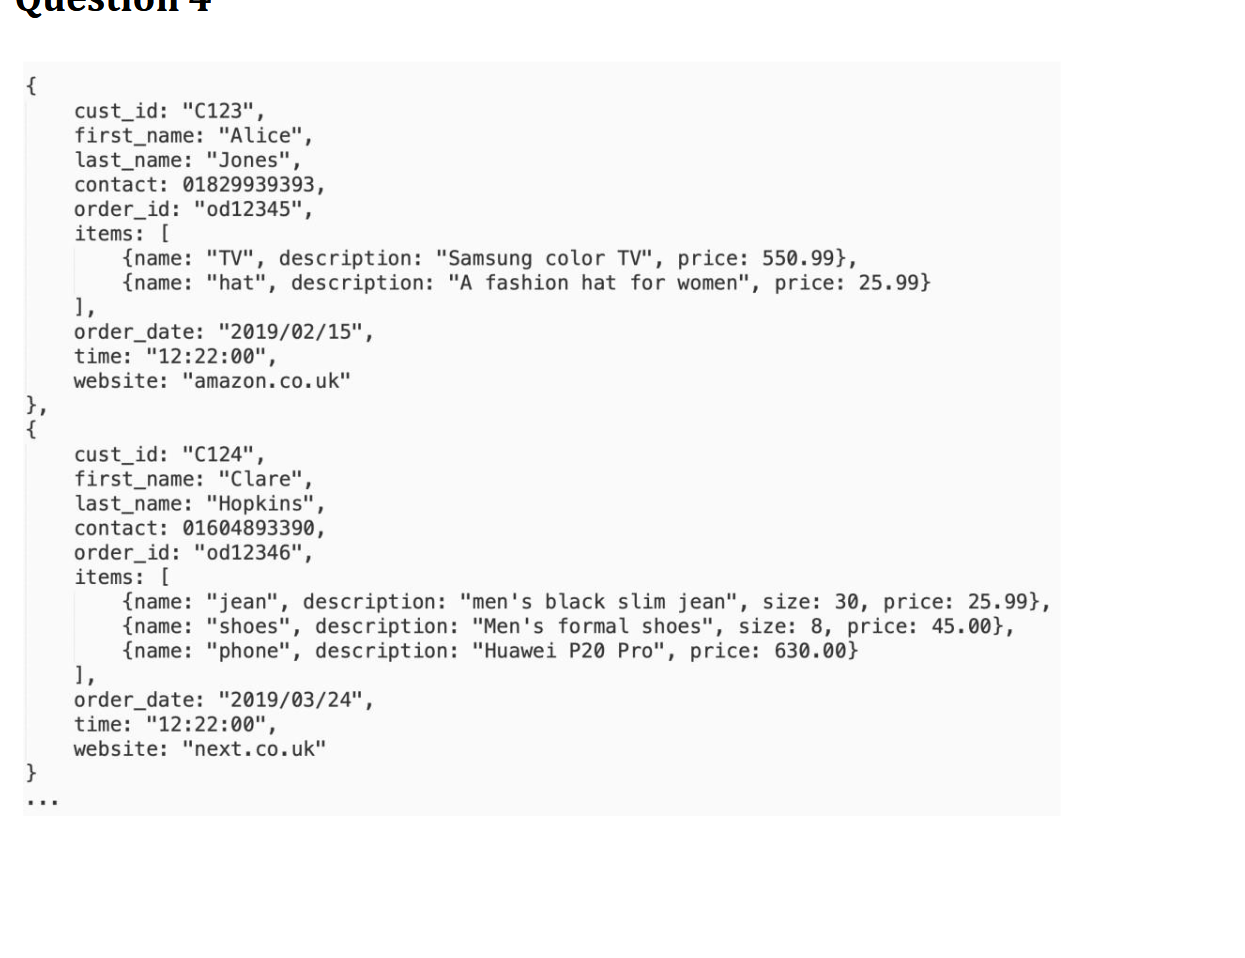 Question 4
{
cust_id: "C123",
first_name: "Alice",
last_name: "Jones",
contact: 01829939393,
order_id: "od12345",
items: [
{name: "TV", description: "Samsung color TV", price: 550.99},
{name: "hat", description: "A fashion hat for women", price: 25.99}
],
order_date: "2019/02/15",
time: "12:22:00",
website: "amazon.co.uk"
},
{
cust_id: "C124",
first_name: "Clare",
last_name: "Hopkins",
contact: 01604893390,
order_id: "od12346",
items: [
{name: "jean", description: "men's black slim jean", size: 30, price: 25.99},
{name: "shoes", description: "Men's formal shoes", size: 8, price: 45.00},
{name: "phone", description: "Huawei P20 Pro", price: 630.00}
],
order_date: "2019/03/24",
time: "12:22:00",
website: "next.co.uk"
}
...